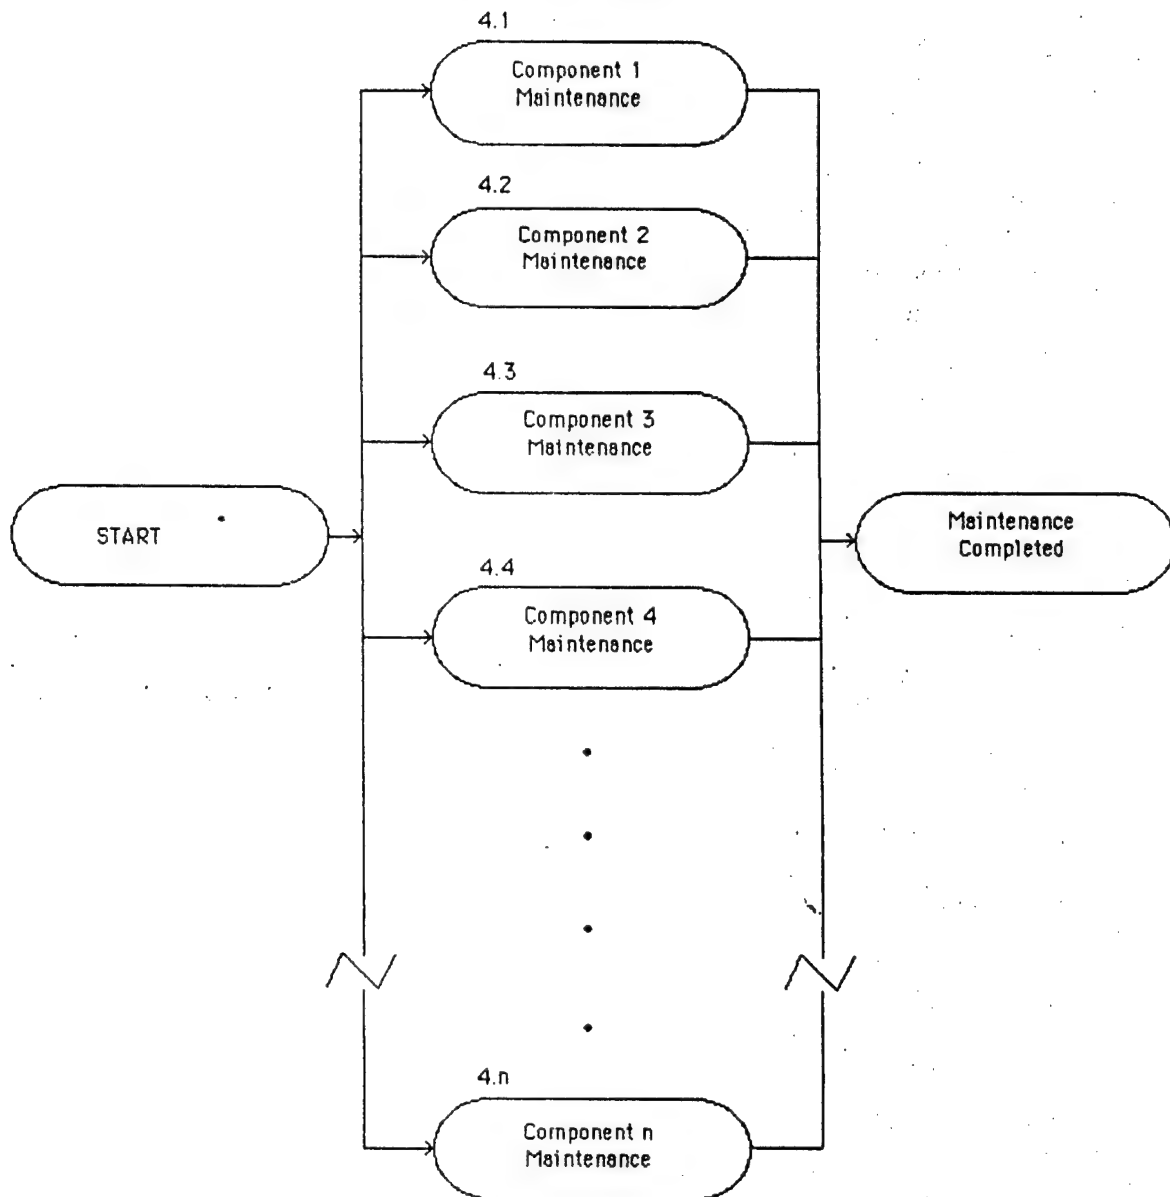 4.1
Component 1
Maintenance
4.2
Component 2
Maintenance
4.3
Component 3
Maintenance
START
Maintenance
Completed
4.4
Component 4
Maintenance
4.n
Component n
Maintenance